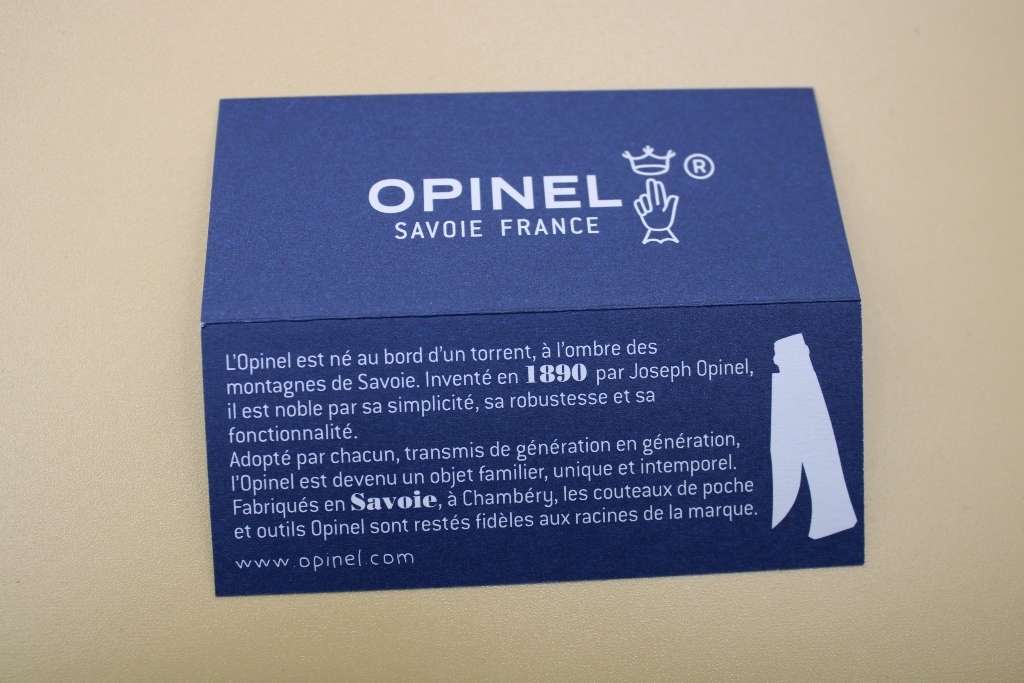 OPINEL ®
SAVOIE FRANCE
L'Opinel est né au bord d'un torrent, à l'ombre des
montagnes de Savoie. Inventé en 1890 par Joseph Opinel,
il est noble par sa simplicité, sa robustesse et sa
fonctionnalité.
Adopté par chacun, transmis de génération en génération,
l'Opinel est devenu un objet familier, unique et intemporel.
Fabriqués en Savoie, à Chambéry, les couteaux de poche
et outils Opinel sont restés fidèles aux racines de la marque.
www.opinel.com